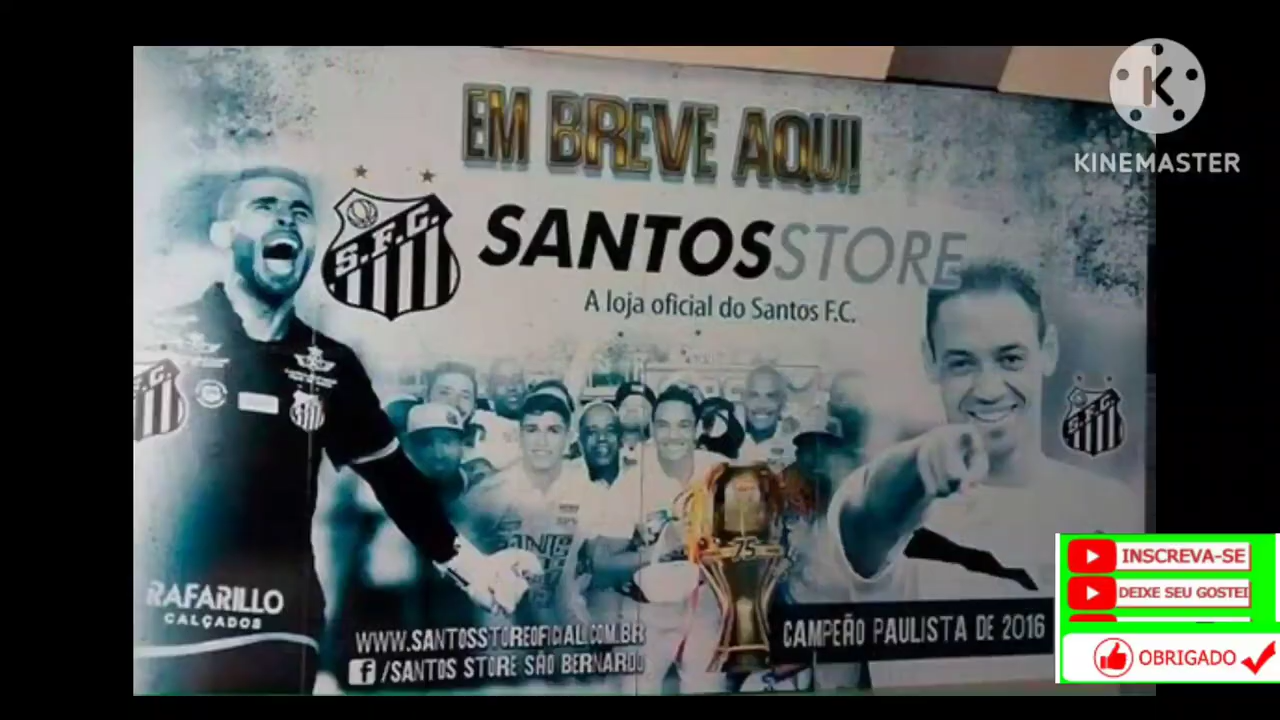 EM BREVE AQUI!
K
KINEMASTER
S.F.C.
SANTOSSTORE
A loja oficial do Santos F.C.
S.F.C.
75
RAFARILLO
CALÇADOS
WWW.SANTOSSTOREOFICIAL.COM.BR
f /SANTOS STORE SÃO BERNARDO
CAMPEÃO PAULISTA DE 2016
INSCREVA-SE
DEIXE SEU GOSTEI
OBRIGADO